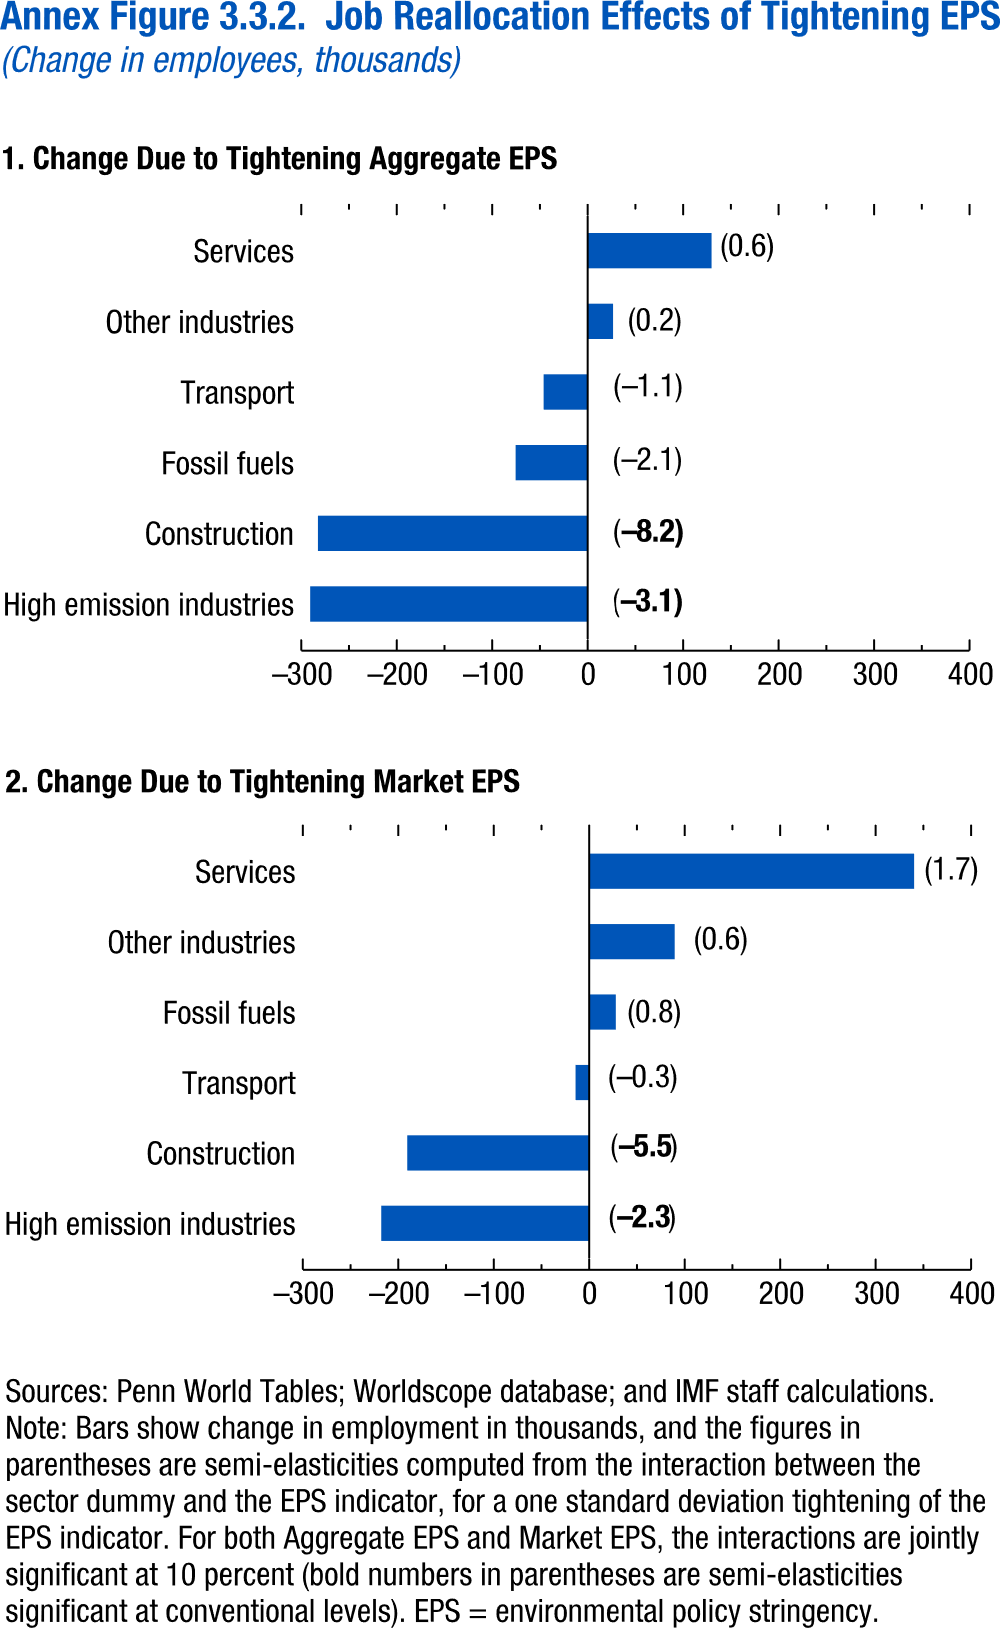 Annex Figure 3.3.2. Job Reallocation Effects of Tightening EPS
(Change in employees, thousands)
1. Change Due to Tightening Aggregate EPS
Services (0.6)
Other industries (0.2)
Transport (–1.1)
Fossil fuels (–2.1)
Construction (–8.2)
High emission industries (–3.1)
–300 –200 –100 0 100 200 300 400
2. Change Due to Tightening Market EPS
Services (1.7)
Other industries (0.6)
Fossil fuels (0.8)
Transport (–0.3)
Construction (–5.5)
High emission industries (–2.3)
–300 –200 –100 0 100 200 300 400
Sources: Penn World Tables; Worldscope database; and IMF staff calculations.
Note: Bars show change in employment in thousands, and the figures in
parentheses are semi-elasticities computed from the interaction between the
sector dummy and the EPS indicator, for a one standard deviation tightening of the
EPS indicator. For both Aggregate EPS and Market EPS, the interactions are jointly
significant at 10 percent (bold numbers in parentheses are semi-elasticities
significant at conventional levels). EPS = environmental policy stringency.